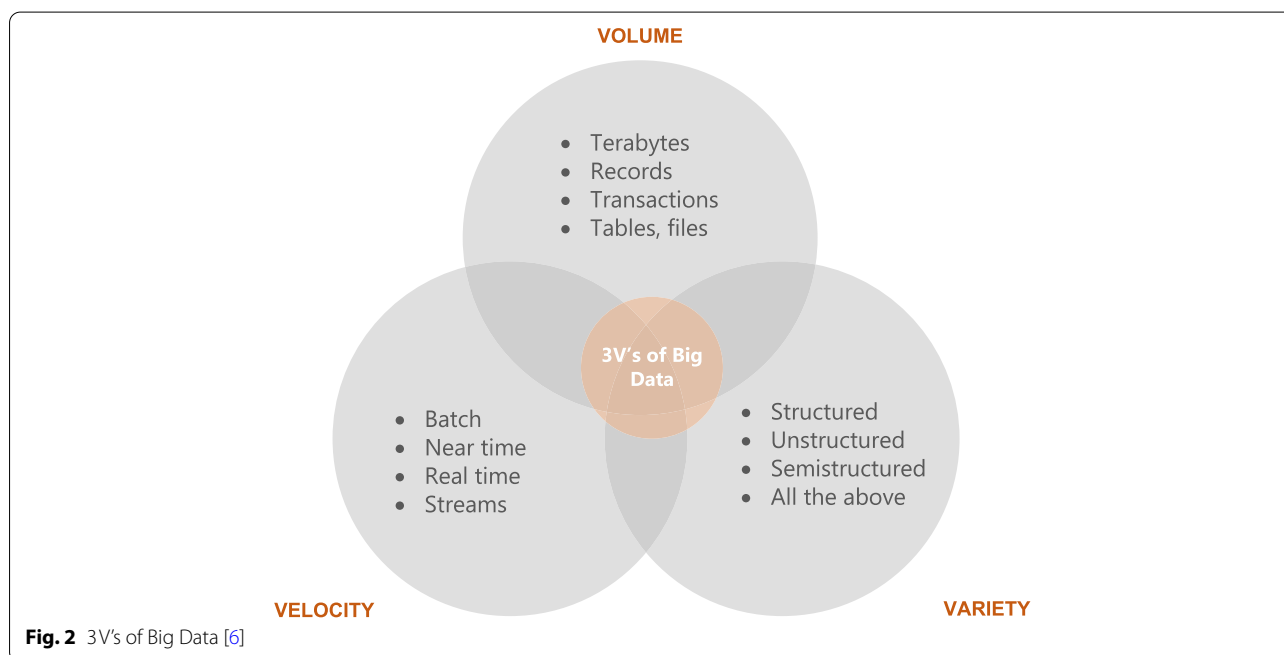 VOLUME
• Terabytes
• Records
• Transactions
• Tables, files
3V's of Big
Data
• Batch
• Near time
• Real time
• Streams
• Structured
• Unstructured
• Semistructured
• All the above
VELOCITY
VARIETY
Fig. 2 3V's of Big Data [6]